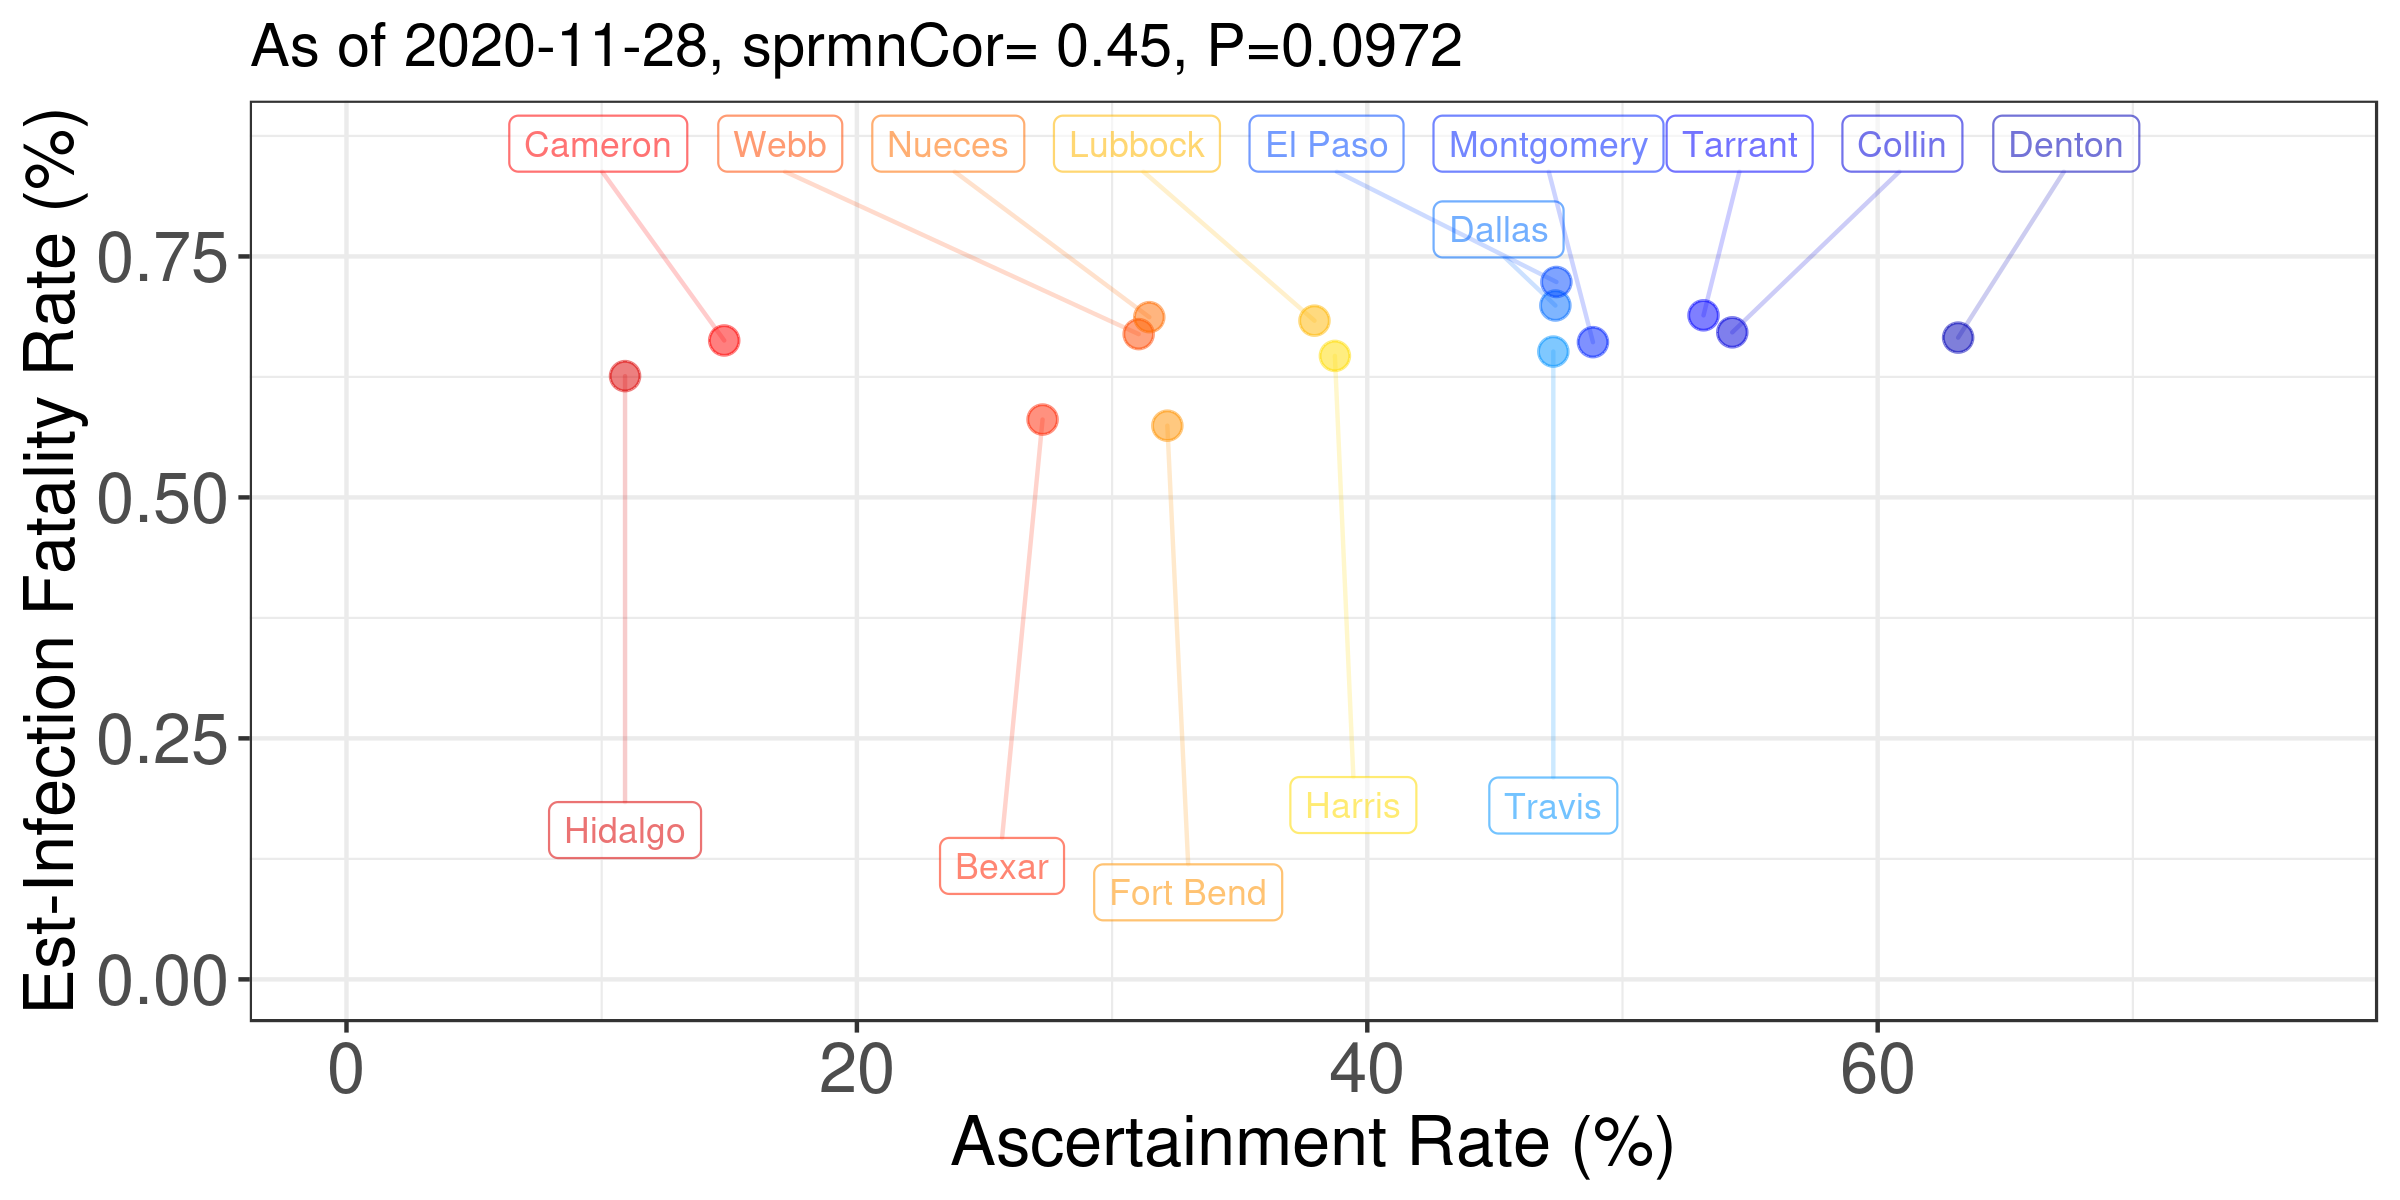 As of 2020-11-28, sprmnCor= 0.45, P=0.0972
Est-Infection Fatality Rate (%)
Cameron
Webb
Nueces
Lubbock
El Paso
Montgomery
Tarrant
Collin
Denton
Dallas
0.75
0.50
0.25
0.00
Harris
Travis
Hidalgo
Bexar
Fort Bend
0 20 40 60
Ascertainment Rate (%)